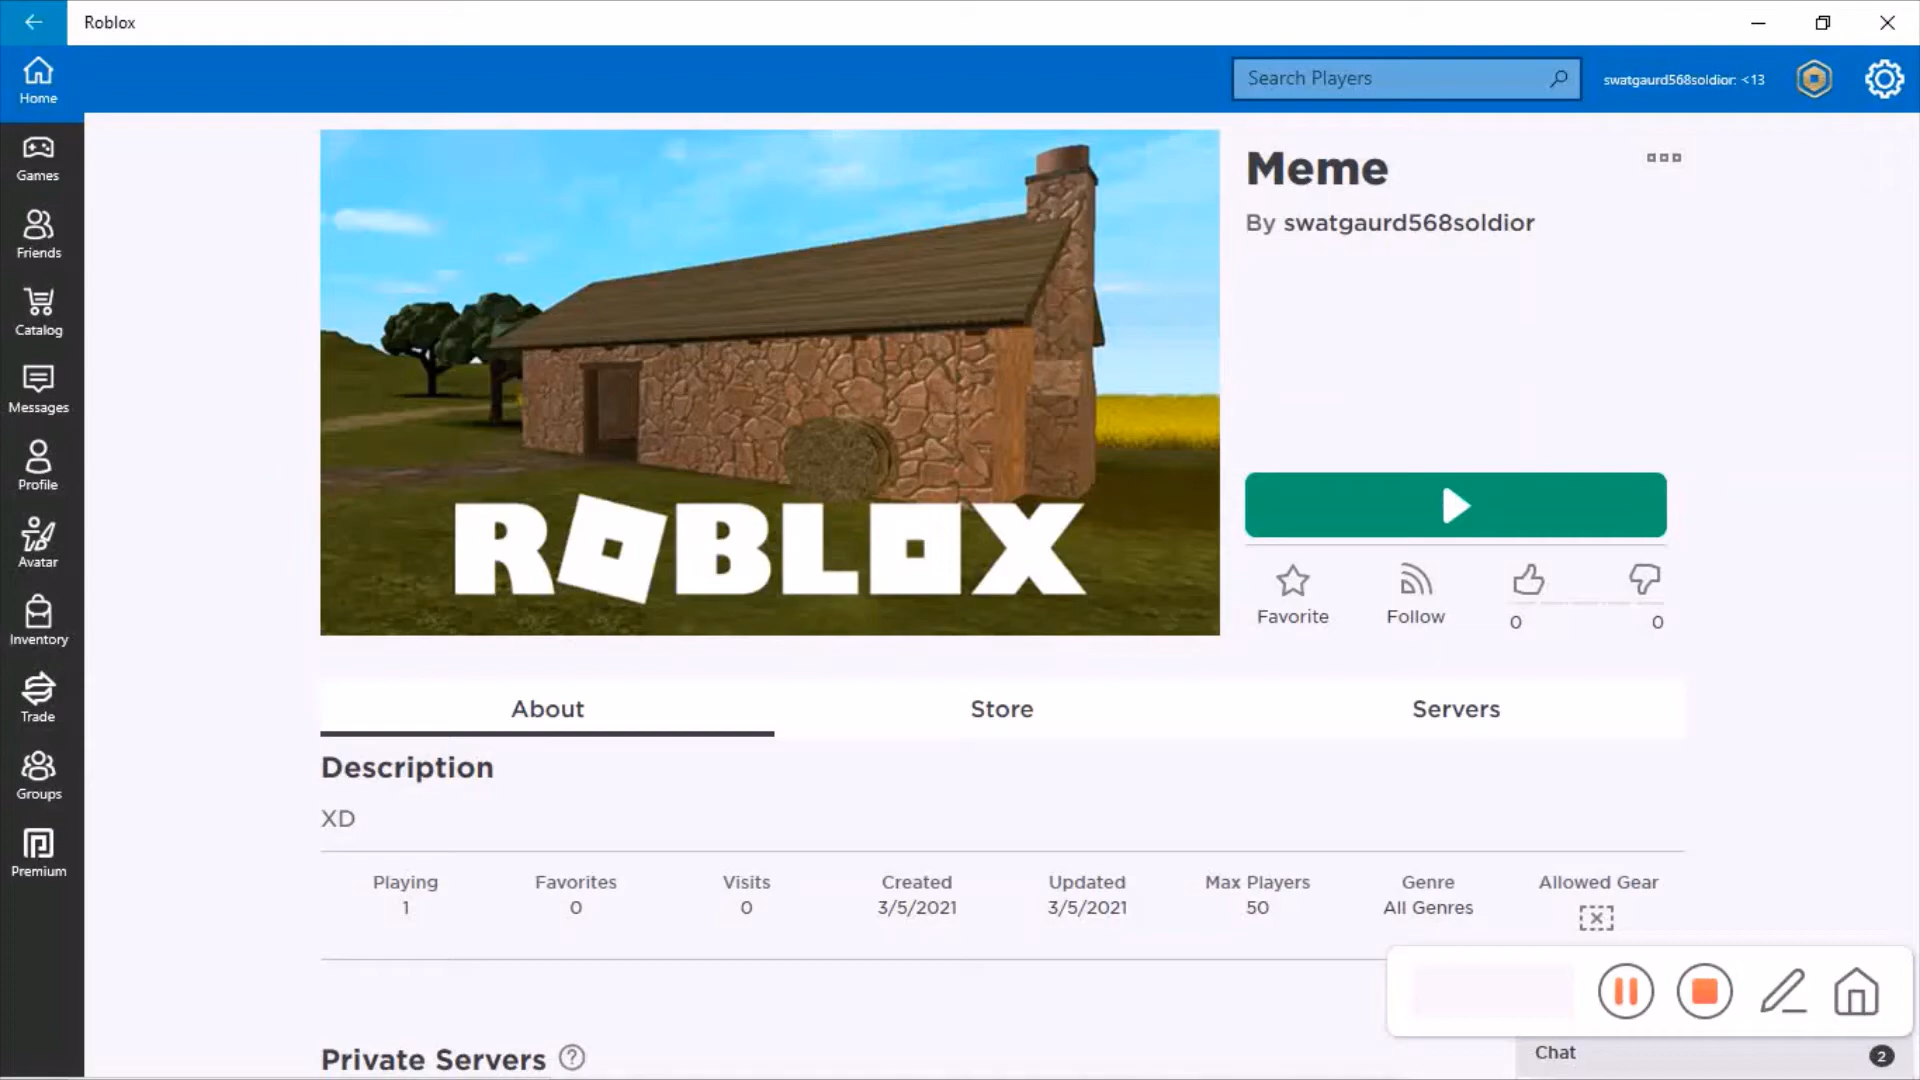 Roblox
Home
Search Players
swatgaurd568soldior: <13
Games
Friends
Catalog
Messages
Profile
Avatar
Inventory
Trade
Groups
Premium
ROBLOX
Meme
By swatgaurd568soldior
Favorite
Follow
0
0
About
Store
Servers
Description
XD
Playing
1
Favorites
0
Visits
0
Created
3/5/2021
Updated
3/5/2021
Max Players
50
Genre
All Genres
Allowed Gear
Private Servers ?
Chat
2